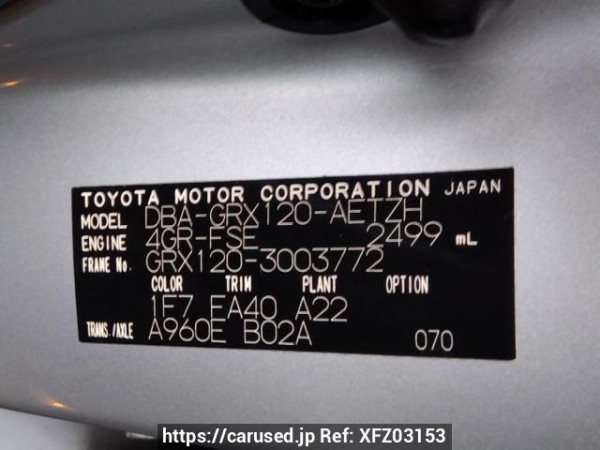 TOYOTA MOTOR CORPORATION JAPAN
MODEL DBA-GRX120-AETZH
ENGINE 4GR-FSE 2499 mL
FRAME No. GRX120-3003772
COLOR TRIM PLANT OPTION
1F7 EA40 A22
TRANS./AXLE A960E B02A 070
https://carused.jp Ref: XFZ03153